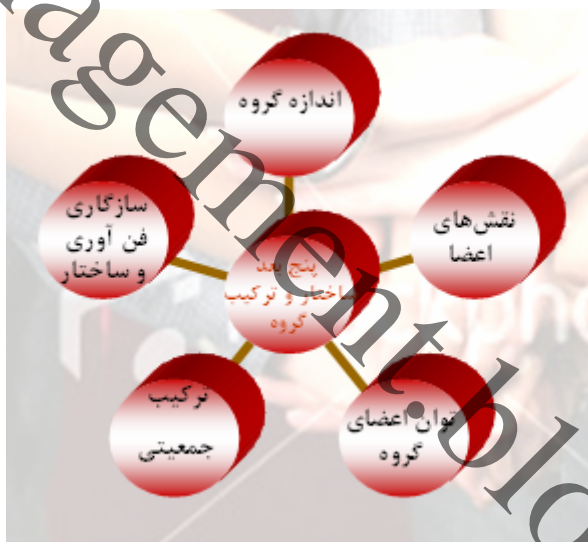 اندازه گروه
نقش‌های
اعضا
توان اعضای
گروه
ترکیب
جمعیتی
سازگاری
فن آوری
و ساختار
پنج بعد
ساختار و ترکیب
گروه
agement.blo